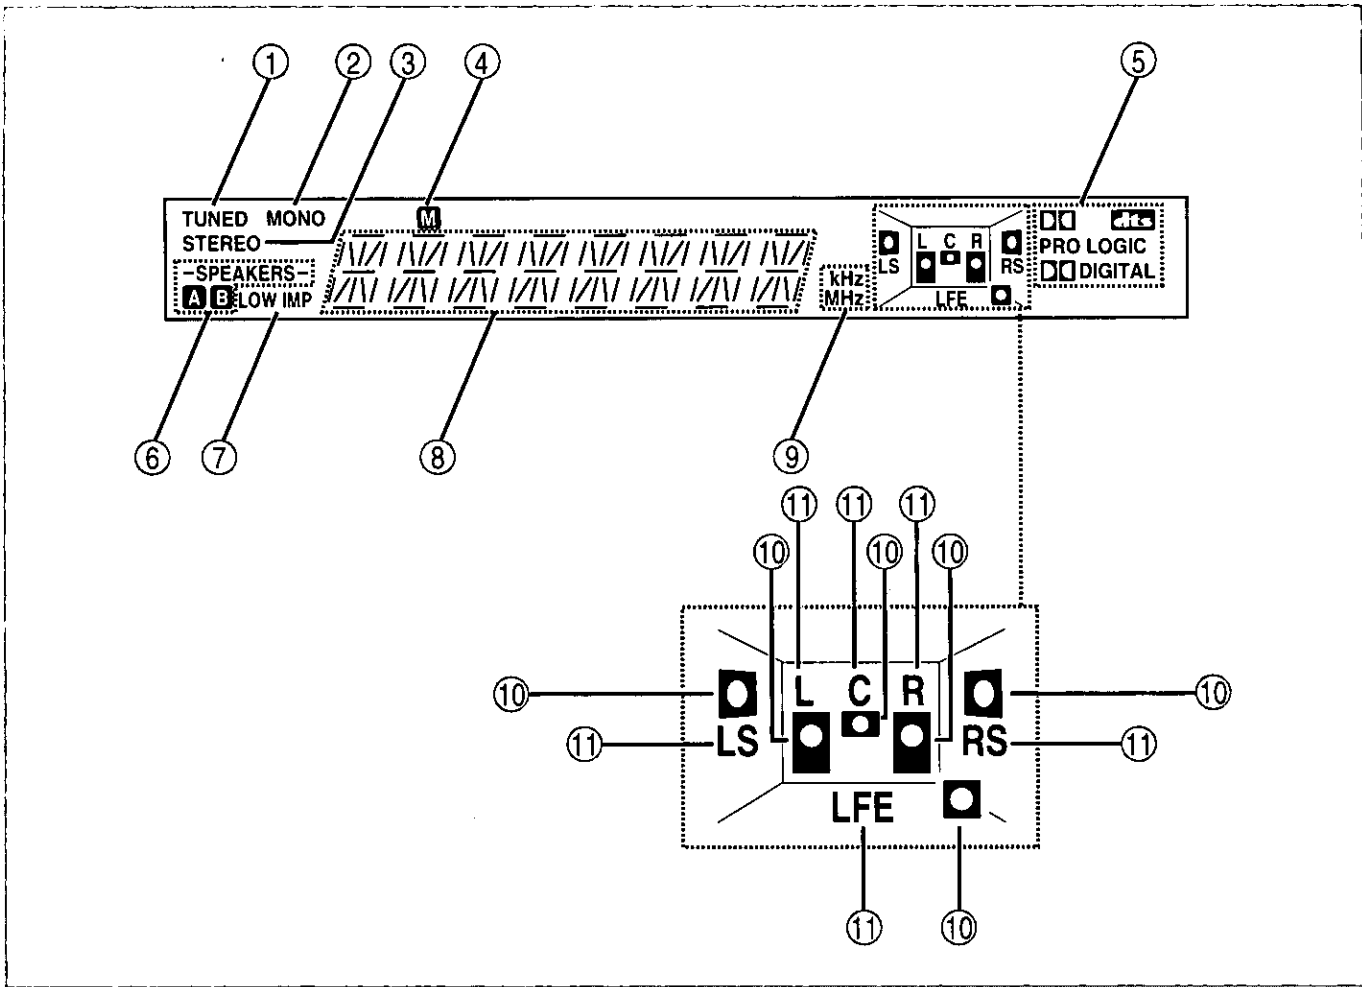 ① ② ③ ④ ⑤
TUNED MONO
STEREO
-SPEAKERS-
A B LOW IMP
M
kHz
MHz
L C R
LS RS
LFE
dts
PRO LOGIC
DIGITAL
⑥ ⑦ ⑧ ⑨
⑪ ⑪ ⑪
⑩ ⑩ ⑩
L C R
⑩ ⑩
⑪ LS RS ⑪
LFE
⑪ ⑩